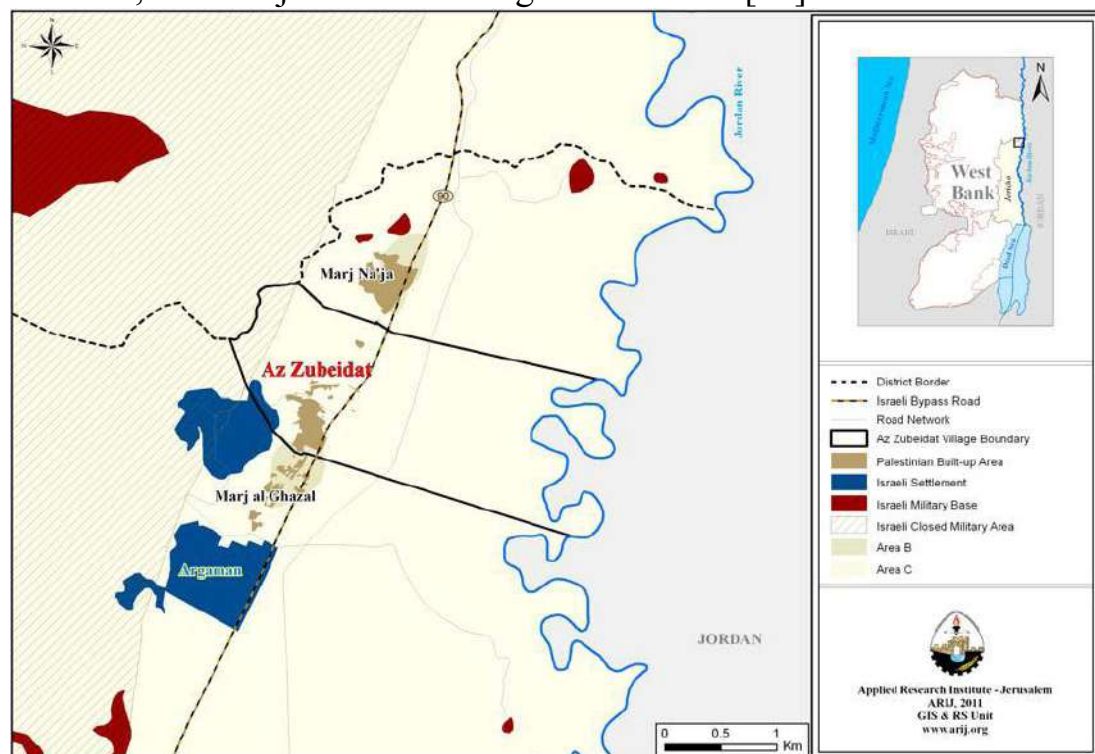 N
Jordan River
90
Marj Na'ja
Az Zubeidat
Marj al Ghazal
Argaman
JORDAN
0 0.5 1
Km
N
Mediterranean Sea
West
Bank
Jericho
Jordan River
ISRAEL
JORDAN
Dead Sea
District Border
Israeli Bypass Road
Road Network
Az Zubeidat Village Boundary
Palestinian Built-up Area
Israeli Settlement
Israeli Military Base
Israeli Closed Military Area
Area B
Area C
Applied Research Institute - Jerusalem
ARIJ, 2011
GIS & RS Unit
www.arij.org